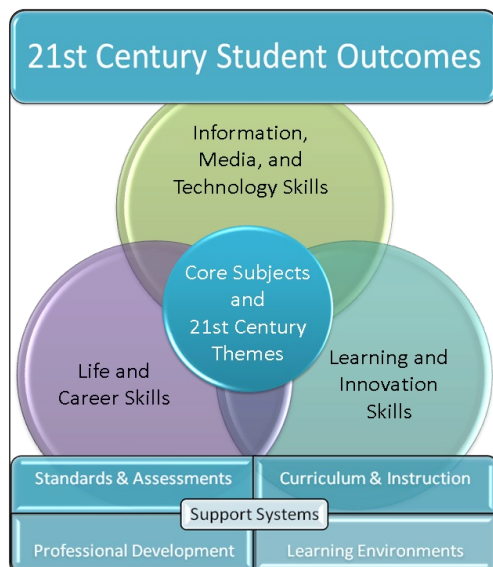 21st Century Student Outcomes
Information,
Media, and
Technology Skills
Core Subjects
and
21st Century
Themes
Life and
Career Skills
Learning and
Innovation
Skills
Standards & Assessments
Curriculum & Instruction
Support Systems
Professional Development
Learning Environments